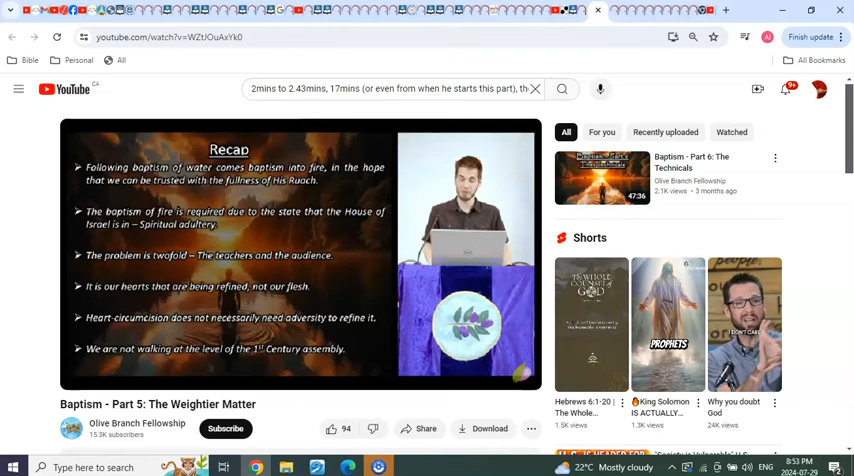 Finish update
youtube.com/watch?v=WZtJOuAxYk0
AI
Bible
Personal
All
All Bookmarks
YouTube CA
2mins to 2.43mins, 17mins (or even from when he starts this part), th
9+
Recap
Following baptism of water comes baptism into fire, in the hope
that we can be trusted with the fullness of His Ruach.
The baptism of fire is required due to the state that the House of
Israel is in – Spiritual adultery.
The problem is twofold – The teachers and the audience.
It is our hearts that are being refined, not our flesh.
Heart-circumcision does not necessarily need adversity to refine it.
We are not walking at the level of the 1st Century assembly.
DELL
Baptism - Part 5: The Weightier Matter
Olive Branch Fellowship
15.3K subscribers
Subscribe
94
Share
Download
All
For you
Recently uploaded
Watched
47:36
Baptism - Part 6: The
Technicals
Olive Branch Fellowship
2.1K views • 3 months ago
Shorts
THE WHOLE
COUNSEL
OF GOD
PROPHETS
I DON'T CARE
Hebrews 6:1-20 |
The Whole...
1.5K views
🔥King Solomon
IS ACTUALLY...
1.3K views
Why you doubt
God
24K views
Type here to search
22°C Mostly cloudy
8:53 PM
2024-07-29